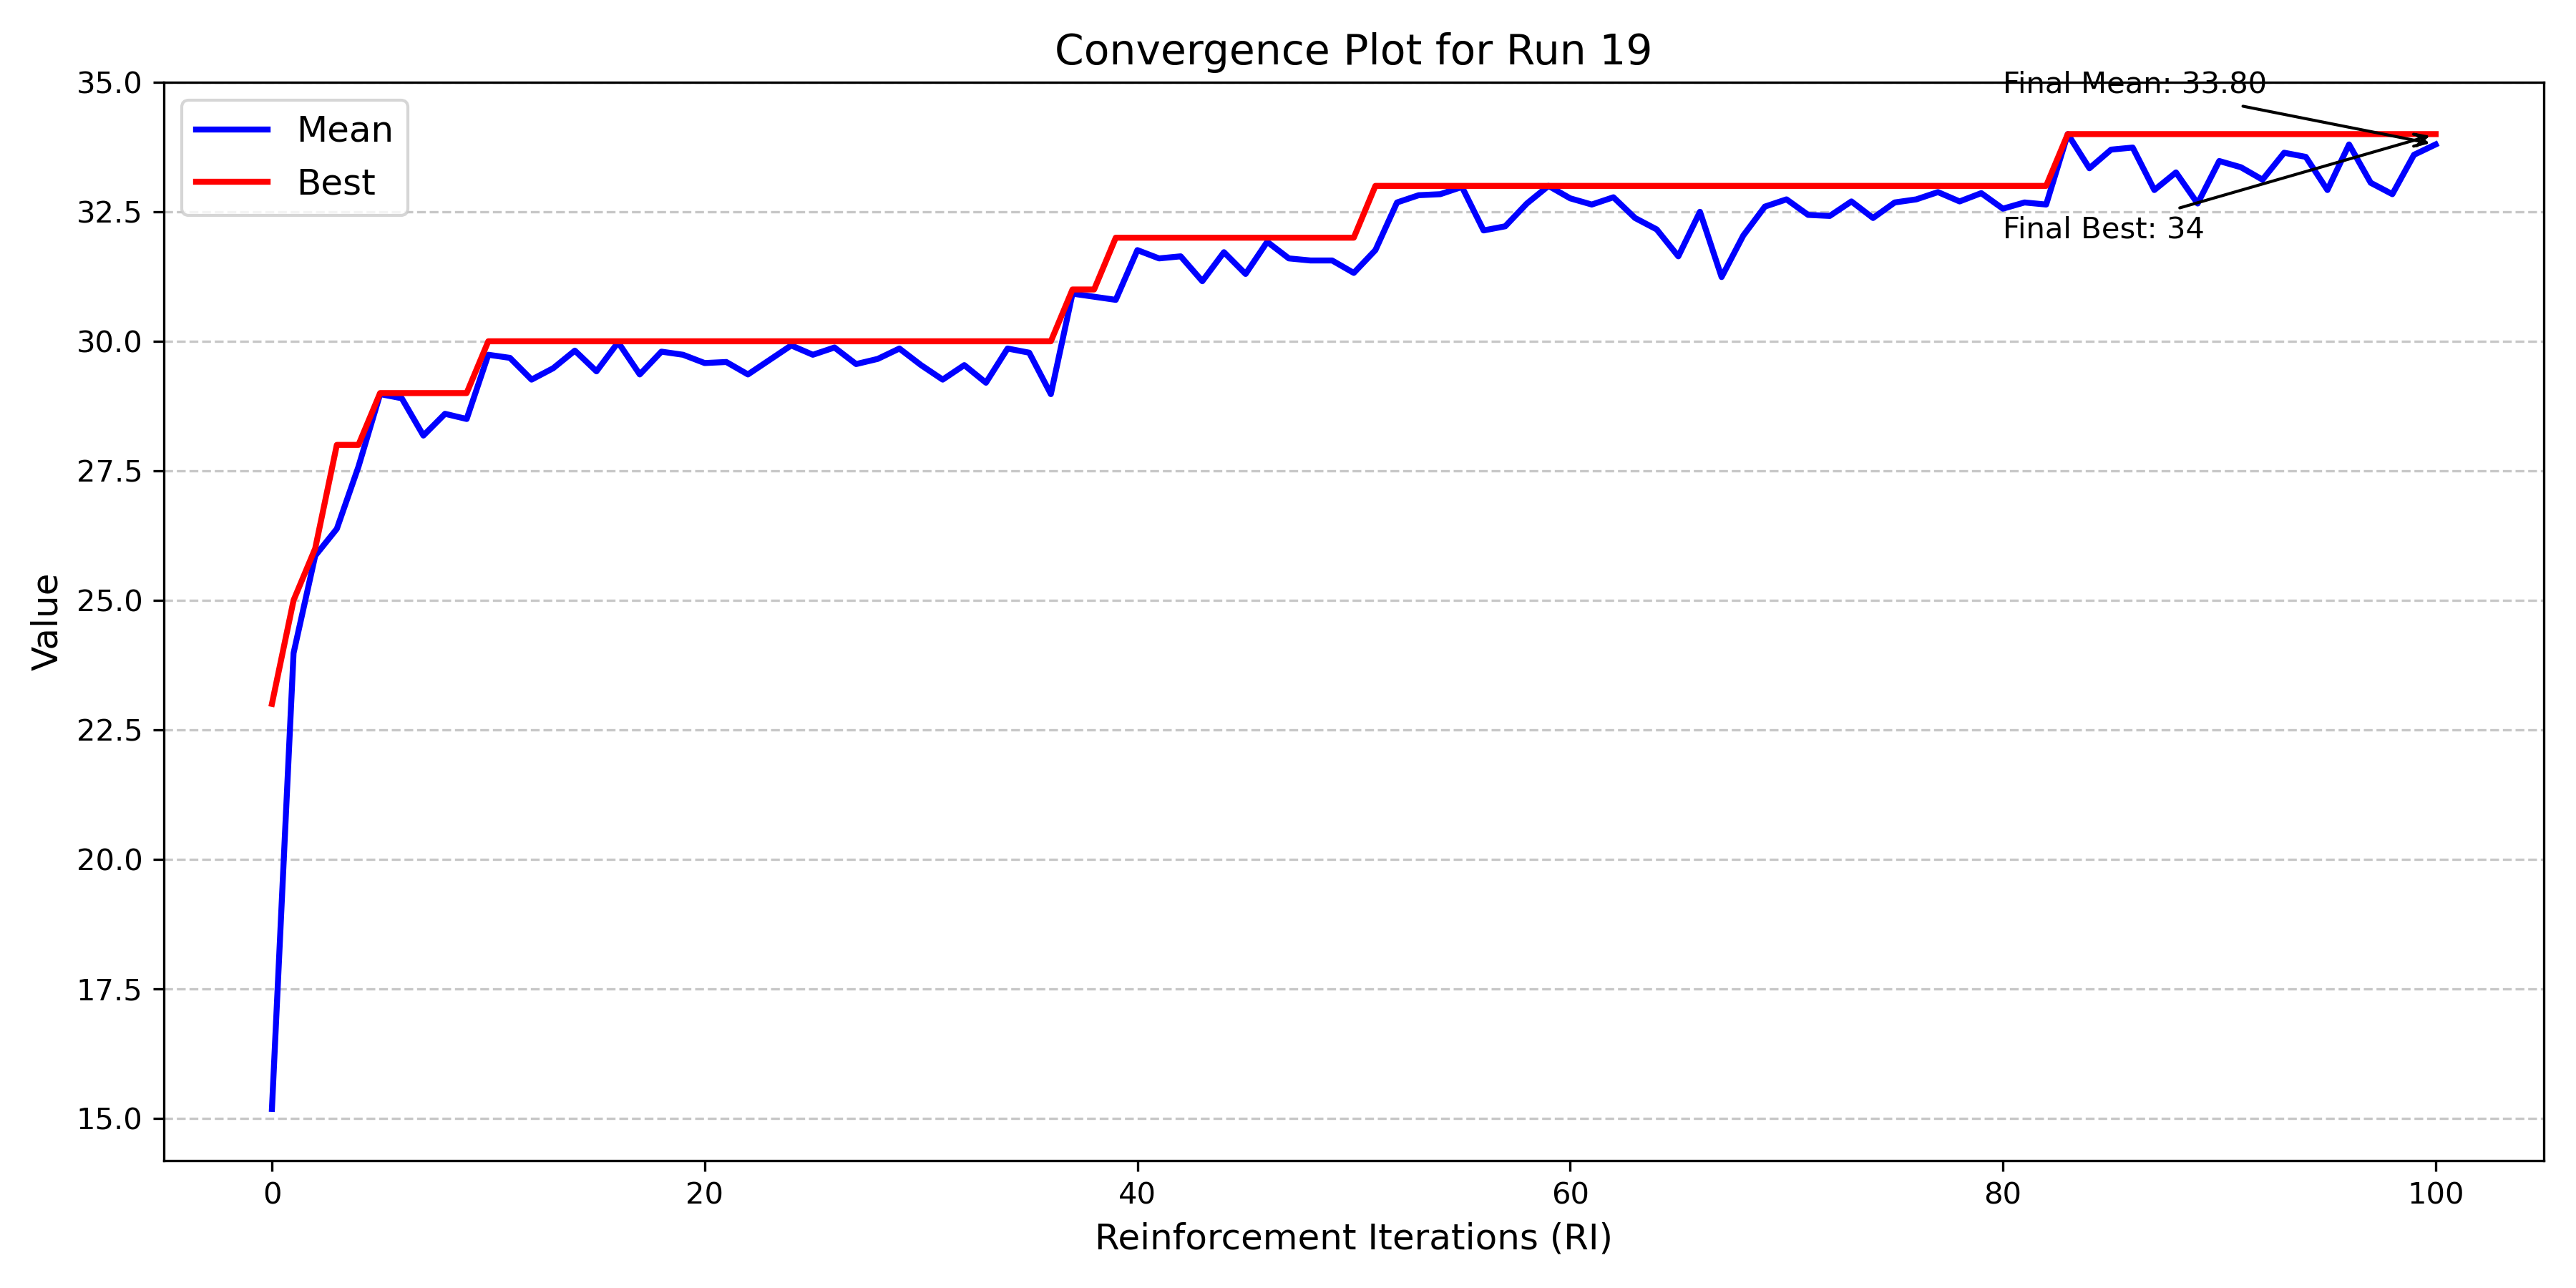 Convergence Plot for Run 19
35.0
32.5
30.0
27.5
25.0
22.5
20.0
17.5
15.0
Value
Mean
Best
Final Mean: 33.80
Final Best: 34
0
20
40
60
80
100
Reinforcement Iterations (RI)